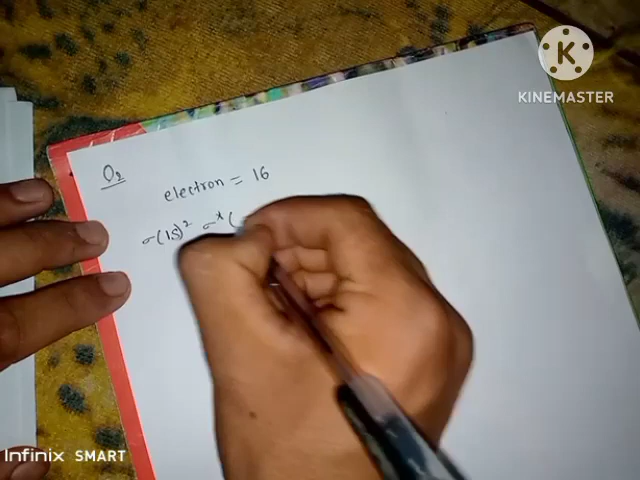 KINEMASTER
O₂
electron = 16
σ(1S)² σ*(
Infinix SMART